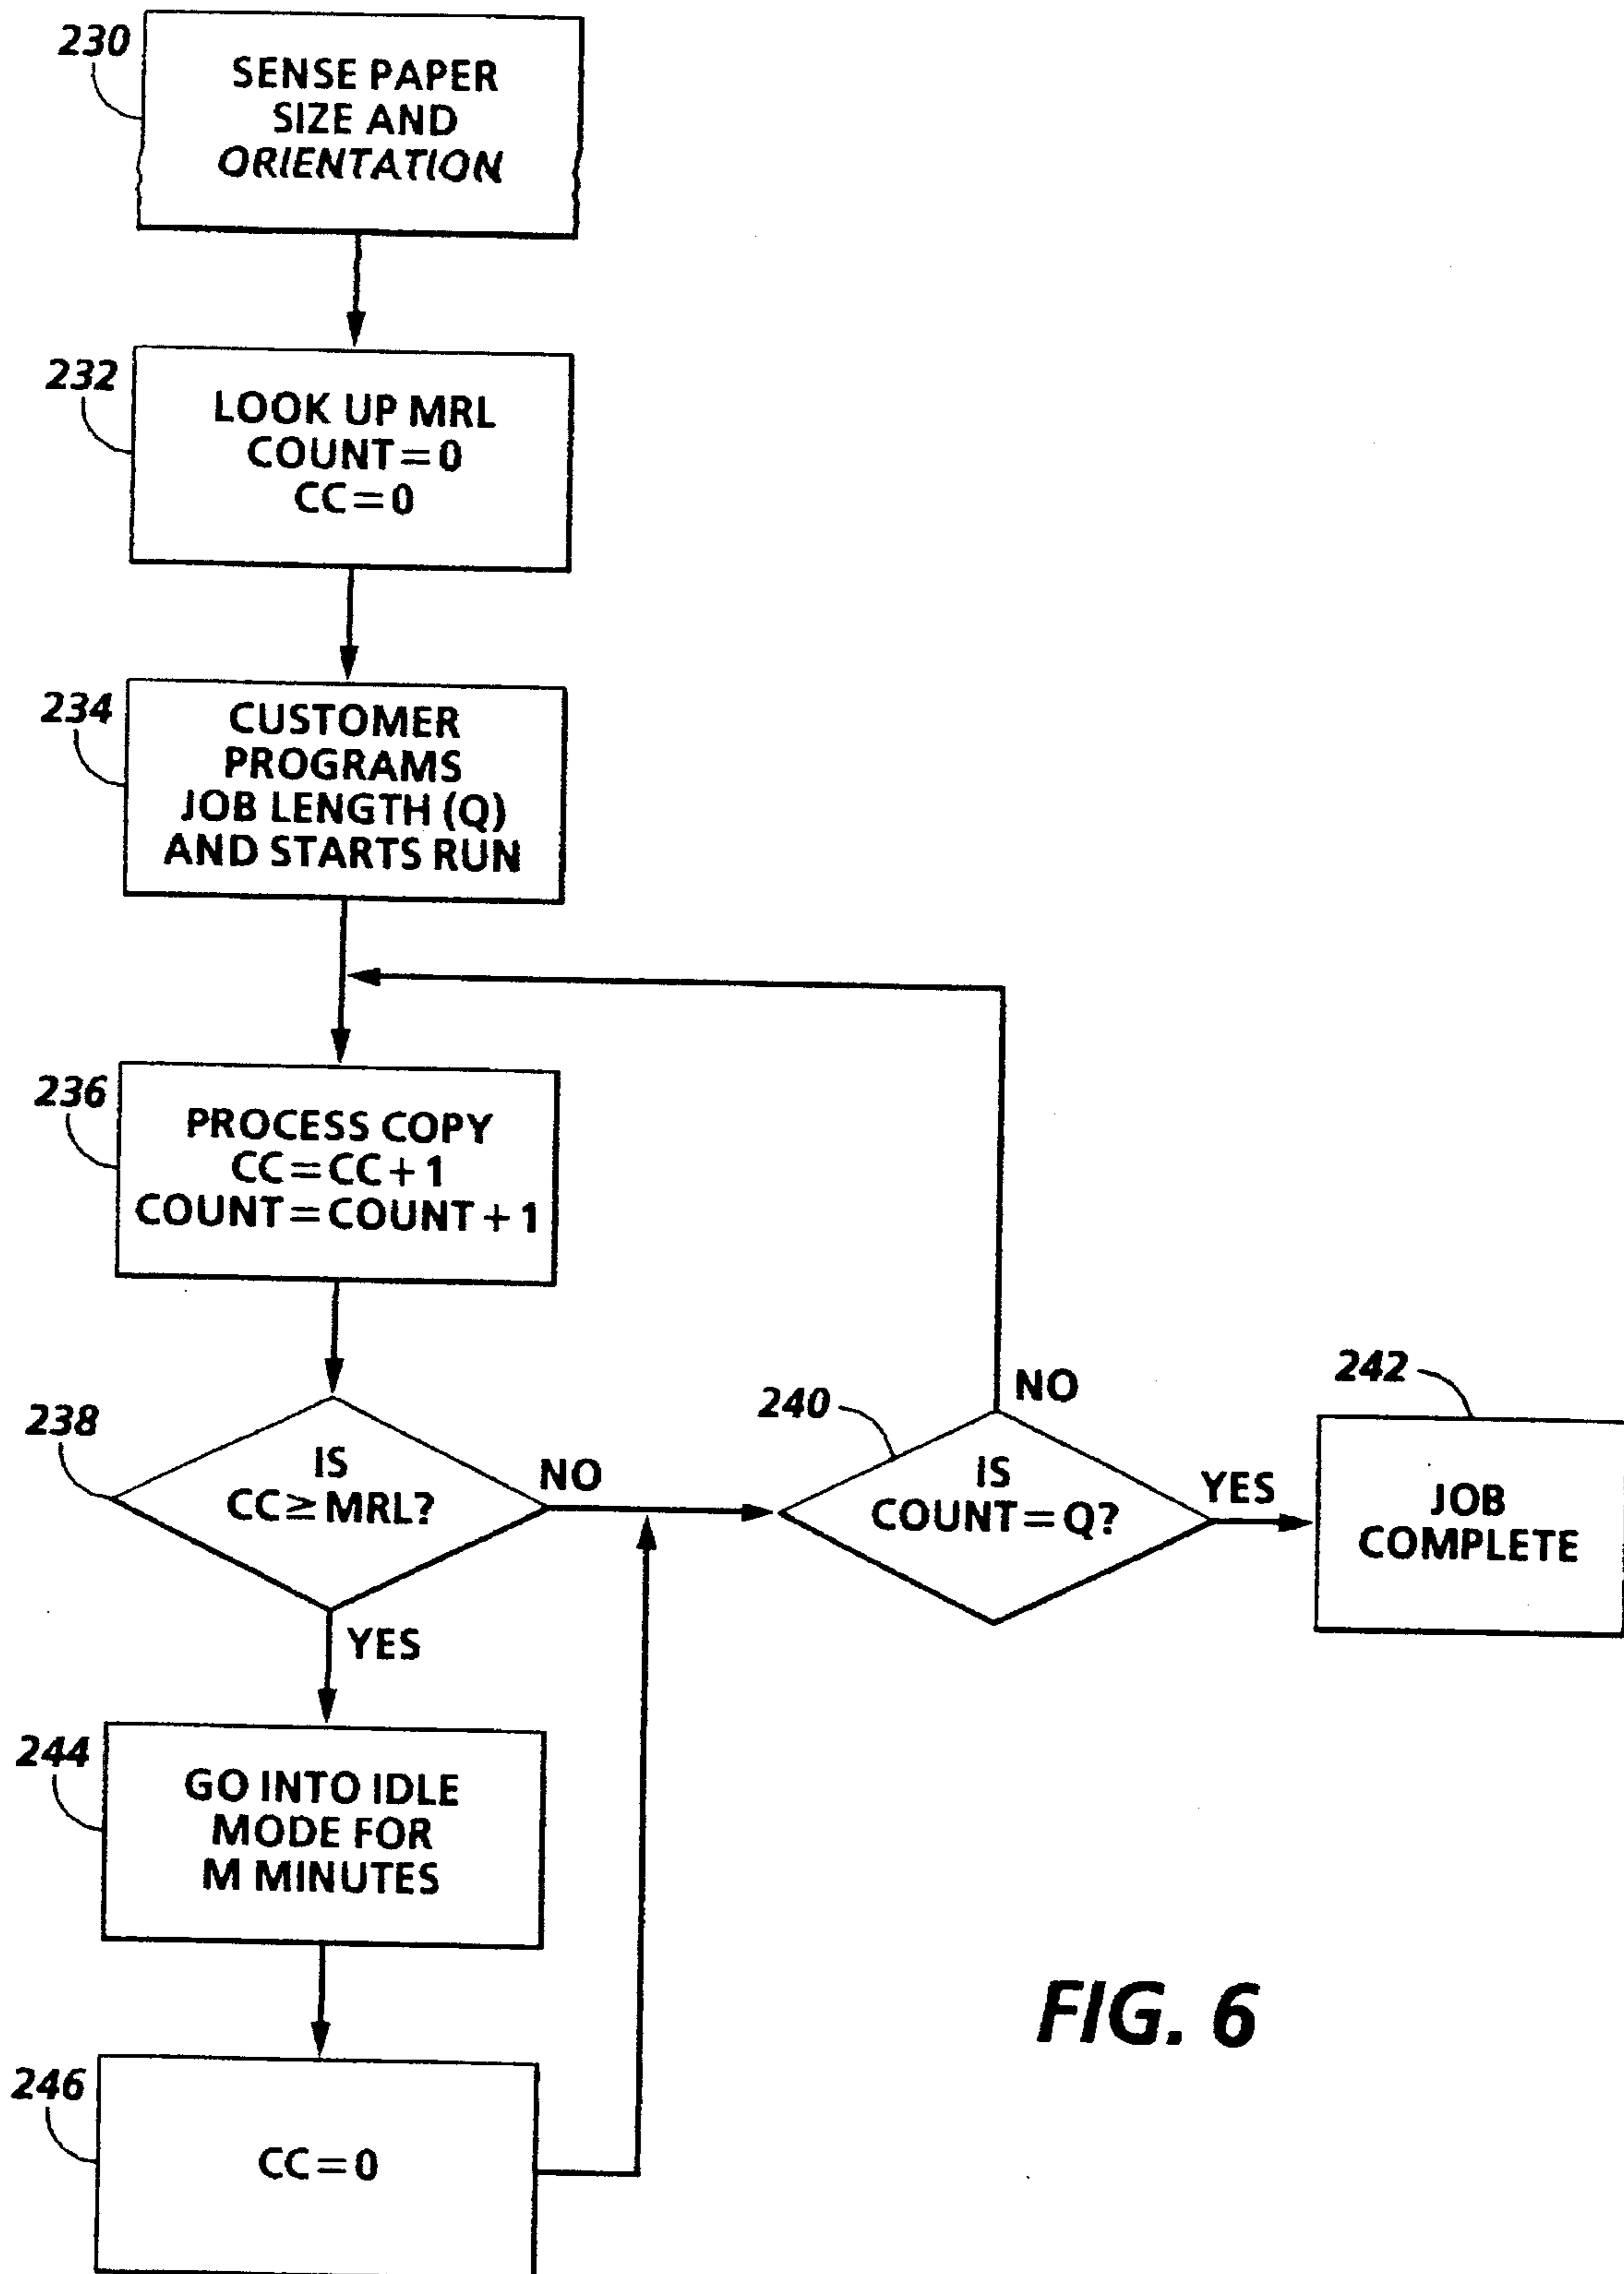 230
SENSE PAPER
SIZE AND
ORIENTATION
232
LOOK UP MRL
COUNT=0
CC=0
234
CUSTOMER
PROGRAMS
JOB LENGTH (Q)
AND STARTS RUN
236
PROCESS COPY
CC=CC+1
COUNT=COUNT+1
238
IS
CC≥MRL?
NO
YES
240
IS
COUNT=Q?
NO
YES
242
JOB
COMPLETE
244
GO INTO IDLE
MODE FOR
M MINUTES
246
CC=0
FIG. 6